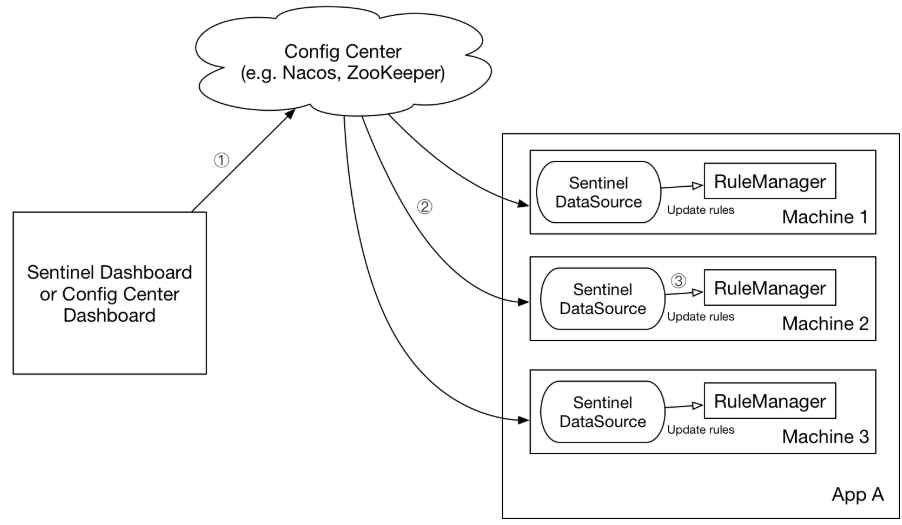 Config Center
(e.g. Nacos, ZooKeeper)
①
②
Sentinel Dashboard
or Config Center
Dashboard
Sentinel
DataSource
RuleManager
Update rules
Machine 1
Sentinel
DataSource
③
RuleManager
Update rules
Machine 2
Sentinel
DataSource
RuleManager
Update rules
Machine 3
App A